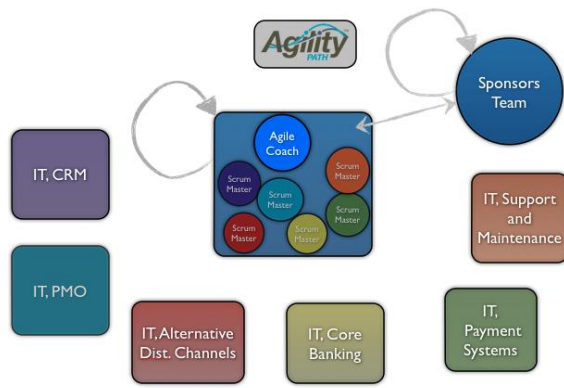 Agility
PATH
Sponsors
Team
Agile
Coach
Scrum
Master
Scrum
Master
Scrum
Master
Scrum
Master
Scrum
Master
Scrum
Master
IT, CRM
IT, Support
and
Maintenance
IT, PMO
IT, Alternative
Dist. Channels
IT, Core
Banking
IT,
Payment
Systems